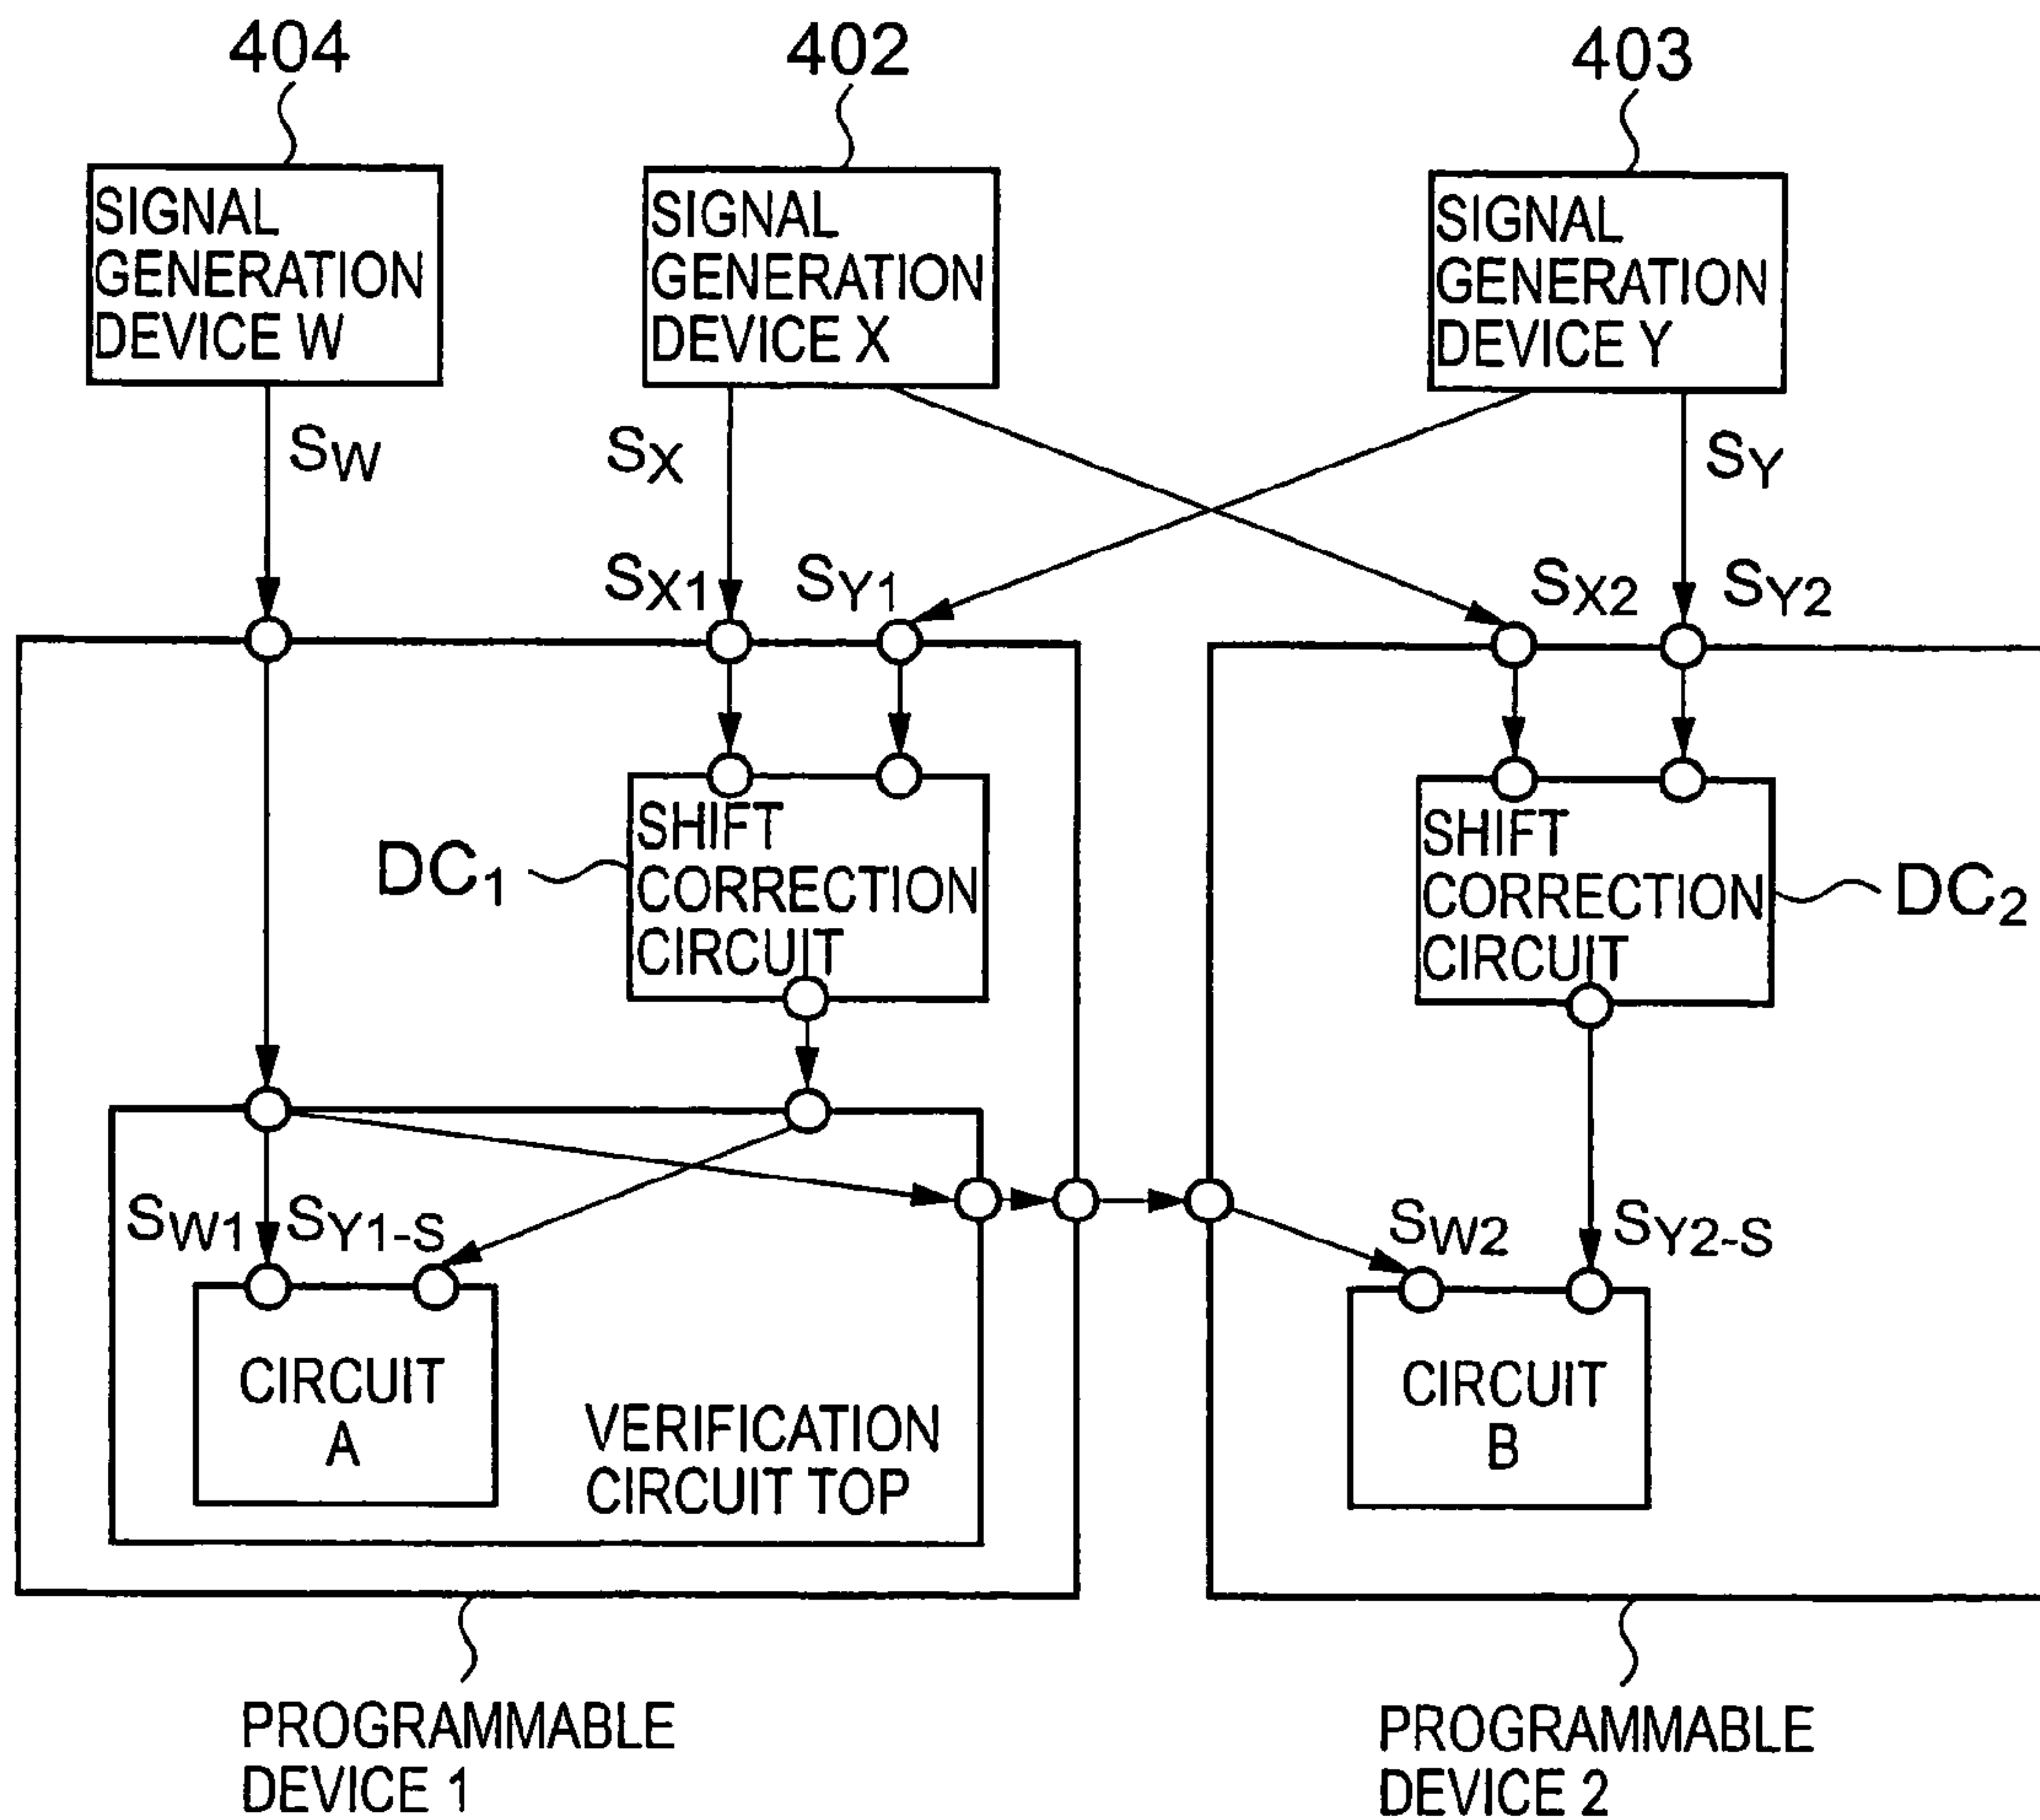 404
402
403
SIGNAL
GENERATION
DEVICE W
SIGNAL
GENERATION
DEVICE X
SIGNAL
GENERATION
DEVICE Y
SW
SX
SY
SX1
SY1
SX2
SY2
SHIFT
CORRECTION
CIRCUIT
DC1
SHIFT
CORRECTION
CIRCUIT
DC2
SW1
SY1-S
SW2
SY2-S
CIRCUIT
A
VERIFICATION
CIRCUIT TOP
CIRCUIT
B
PROGRAMMABLE
DEVICE 1
PROGRAMMABLE
DEVICE 2